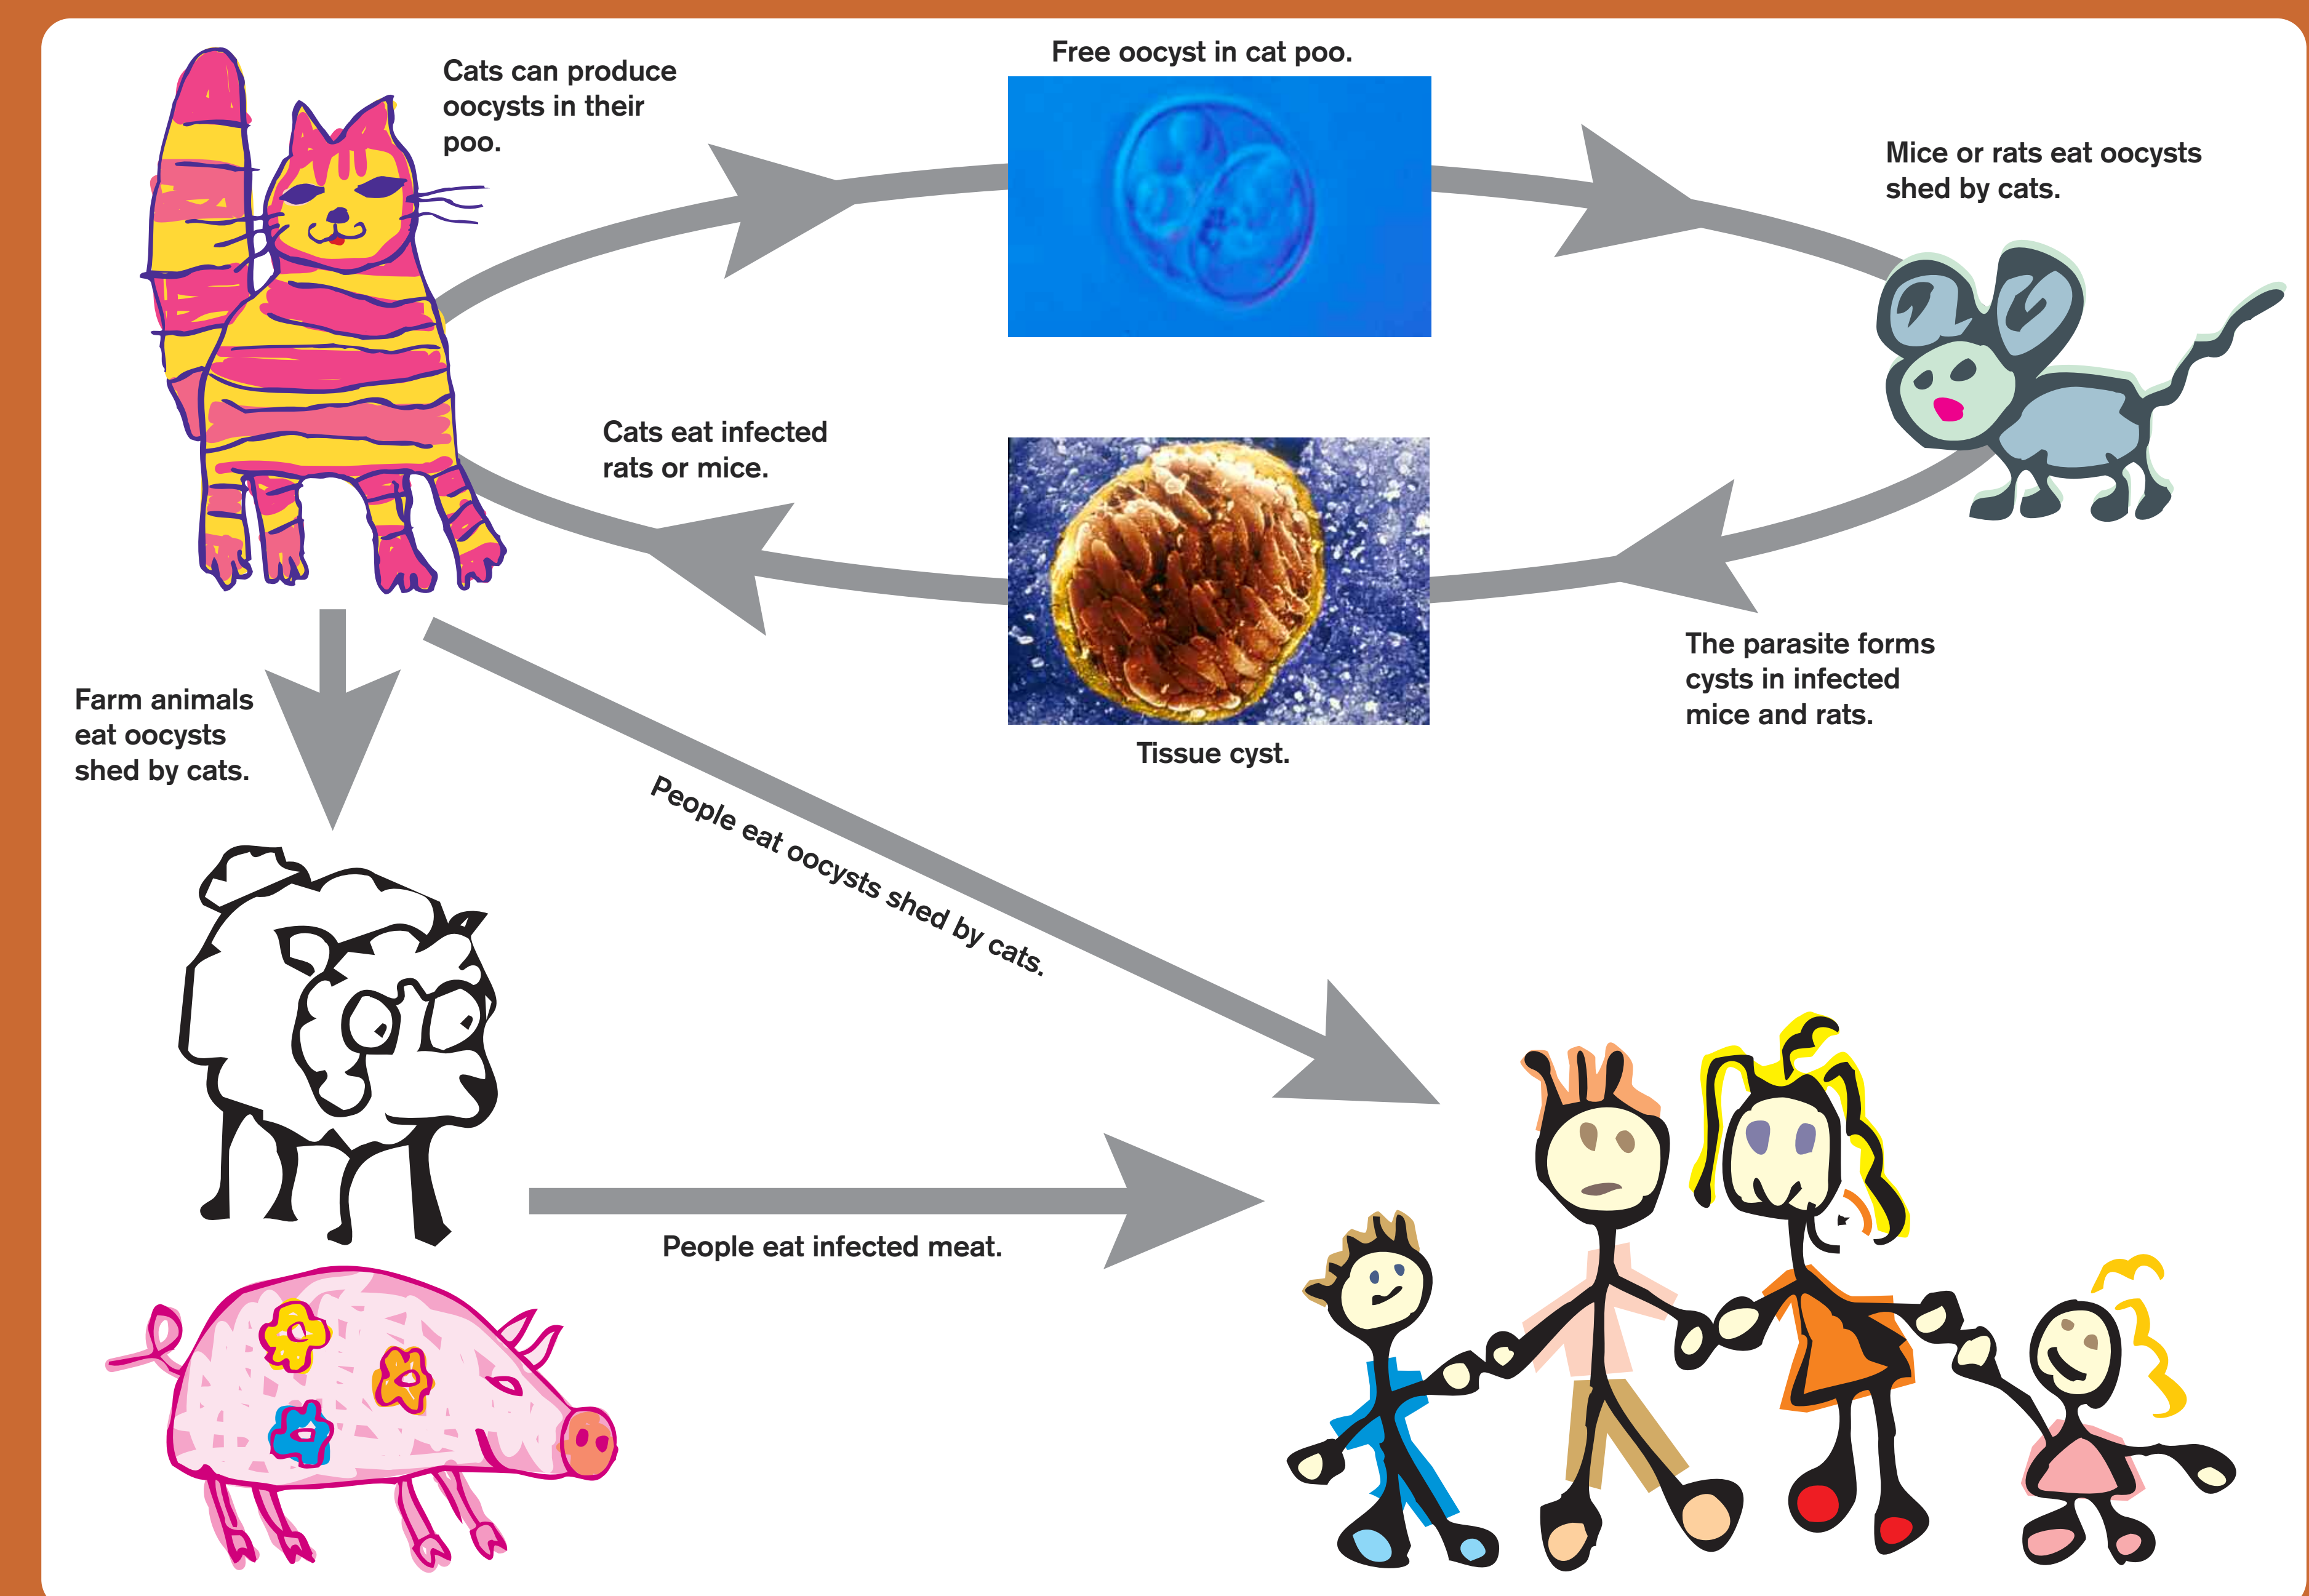 Cats can produce
oocysts in their
poo.
Free oocyst in cat poo.
Mice or rats eat oocysts
shed by cats.
Cats eat infected
rats or mice.
The parasite forms
cysts in infected
mice and rats.
Tissue cyst.
Farm animals
eat oocysts
shed by cats.
People eat oocysts shed by cats.
People eat infected meat.